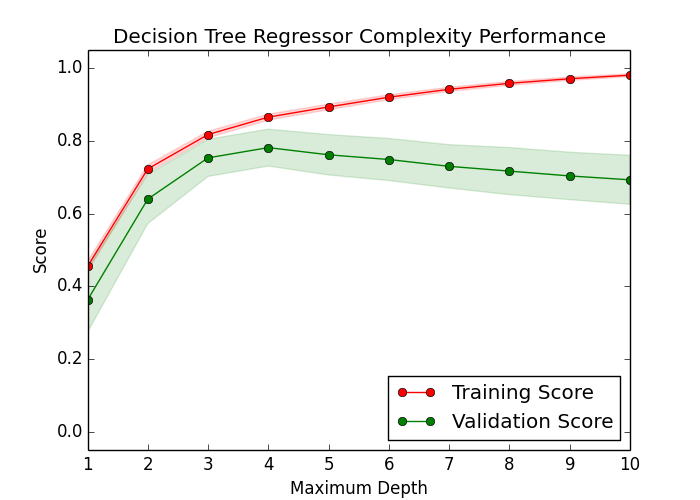 Decision Tree Regressor Complexity Performance
1.0
0.8
0.6
0.4
0.2
0.0
Score
Training Score
Validation Score
1 2 3 4 5 6 7 8 9 10
Maximum Depth